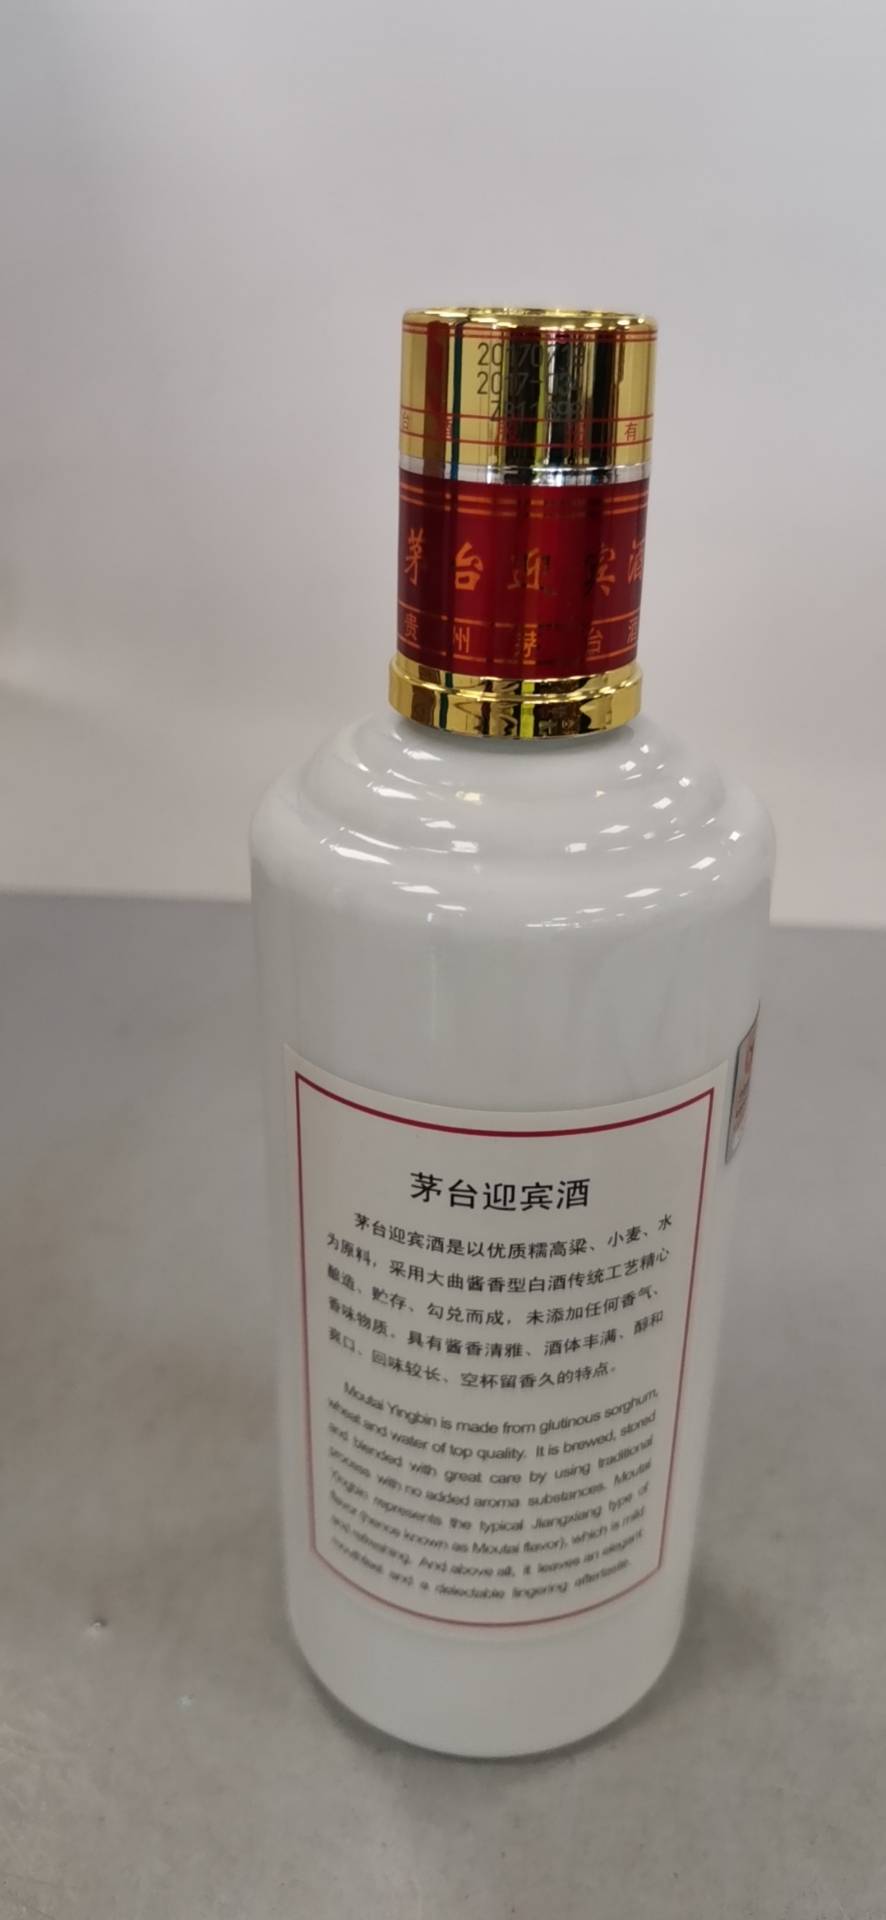 茅台迎宾酒
贵州茅台酒
茅台迎宾酒
茅台迎宾酒是以优质糯高粱、小麦、水
为原料，采用大曲酱香型白酒传统工艺精心
酿造、贮存、勾兑而成，未添加任何香气、
香味物质。具有酱香清雅、酒体丰满、醇和
爽口、回味较长、空杯留香久的特点。
Moutai Yingbin is made from glutinous sorghum,
wheat and water of top quality. It is brewed, stored
and blended with great care by using traditional
process with no added aroma substances. Moutai
Yingbin represents the typical Jiangxiang type of
flavor (hence known as Moutai flavor), which is mild
and refreshing. And above all, it leaves an elegant
mouthfeel and a delectable lingering aftertaste.